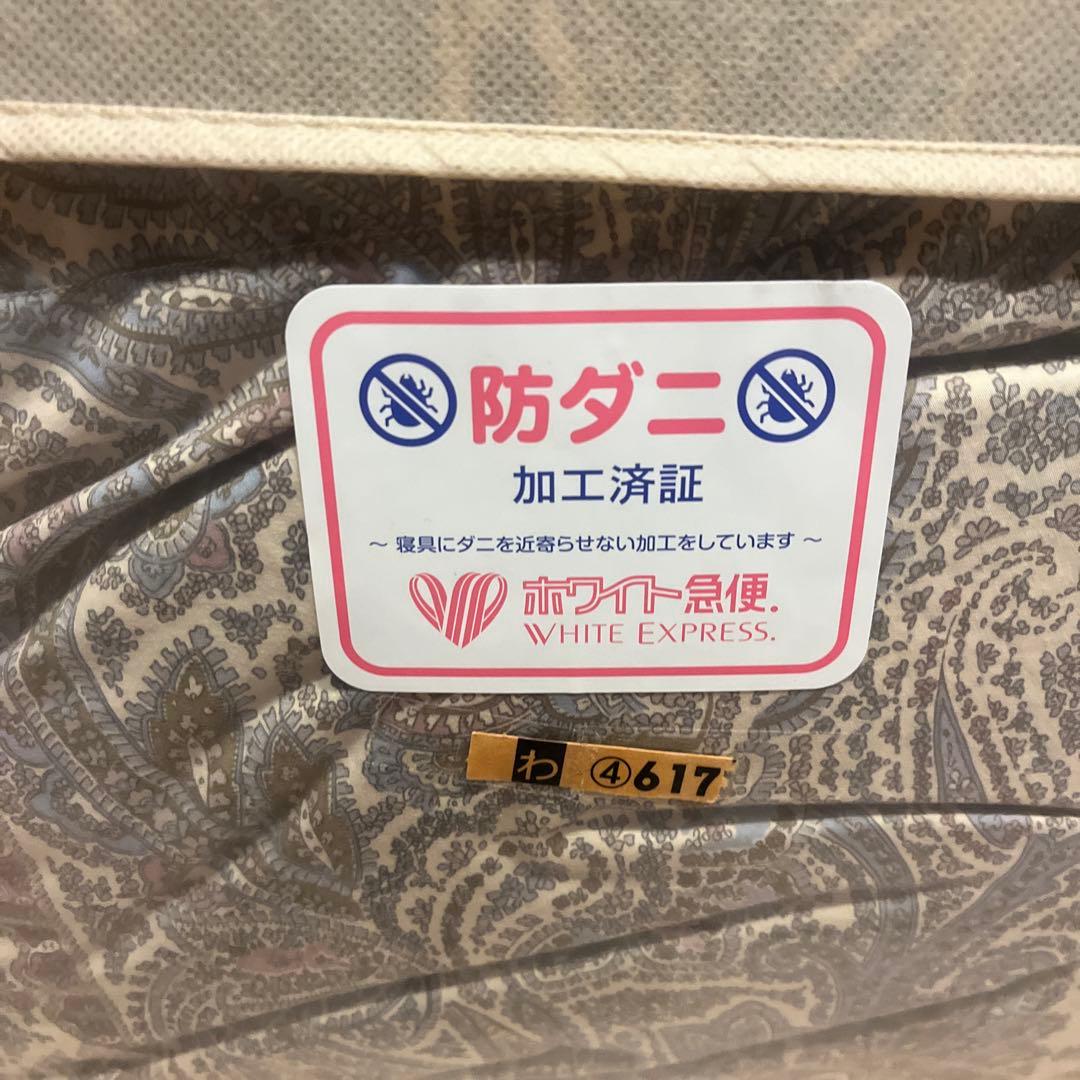 防ダニ
加工済証
～ 寝具にダニを近寄らせない加工をしています ～
ホワイト急便.
WHITE EXPRESS.
わ ④617